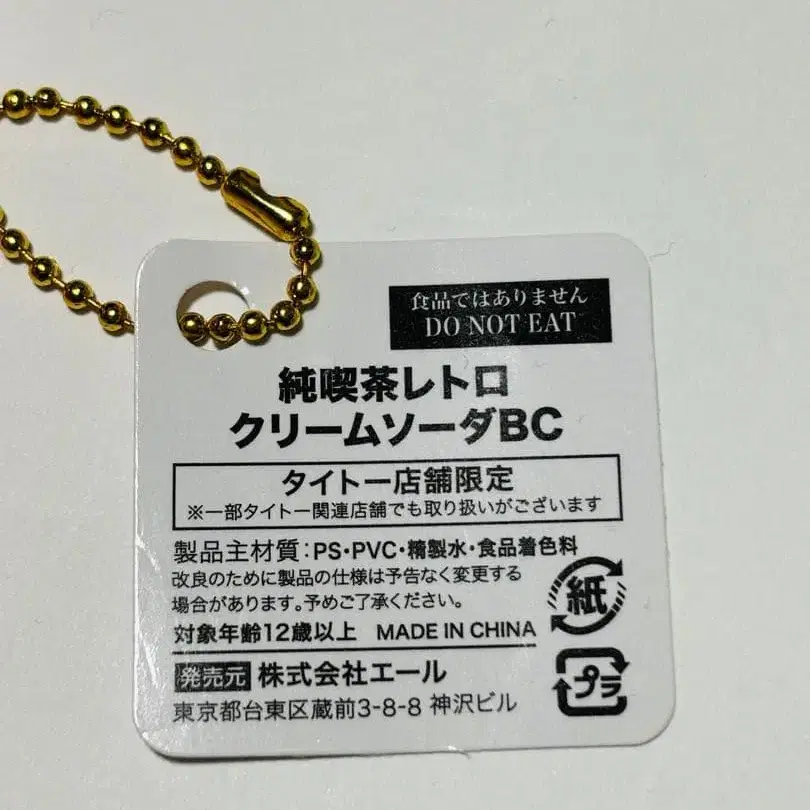 食品ではありません
DO NOT EAT
純喫茶レトロ
クリームソーダBC
タイトー店舗限定
※一部タイトー関連店舗でも取り扱いがございます
製品主材質：PS・PVC・精製水・食品着色料
改良のために製品の仕様は予告なく変更する
場合があります。予めご了承ください。
対象年齢12歳以上 MADE IN CHINA
紙
発売元 株式会社エール
東京都台東区蔵前3-8-8 神沢ビル
プラ